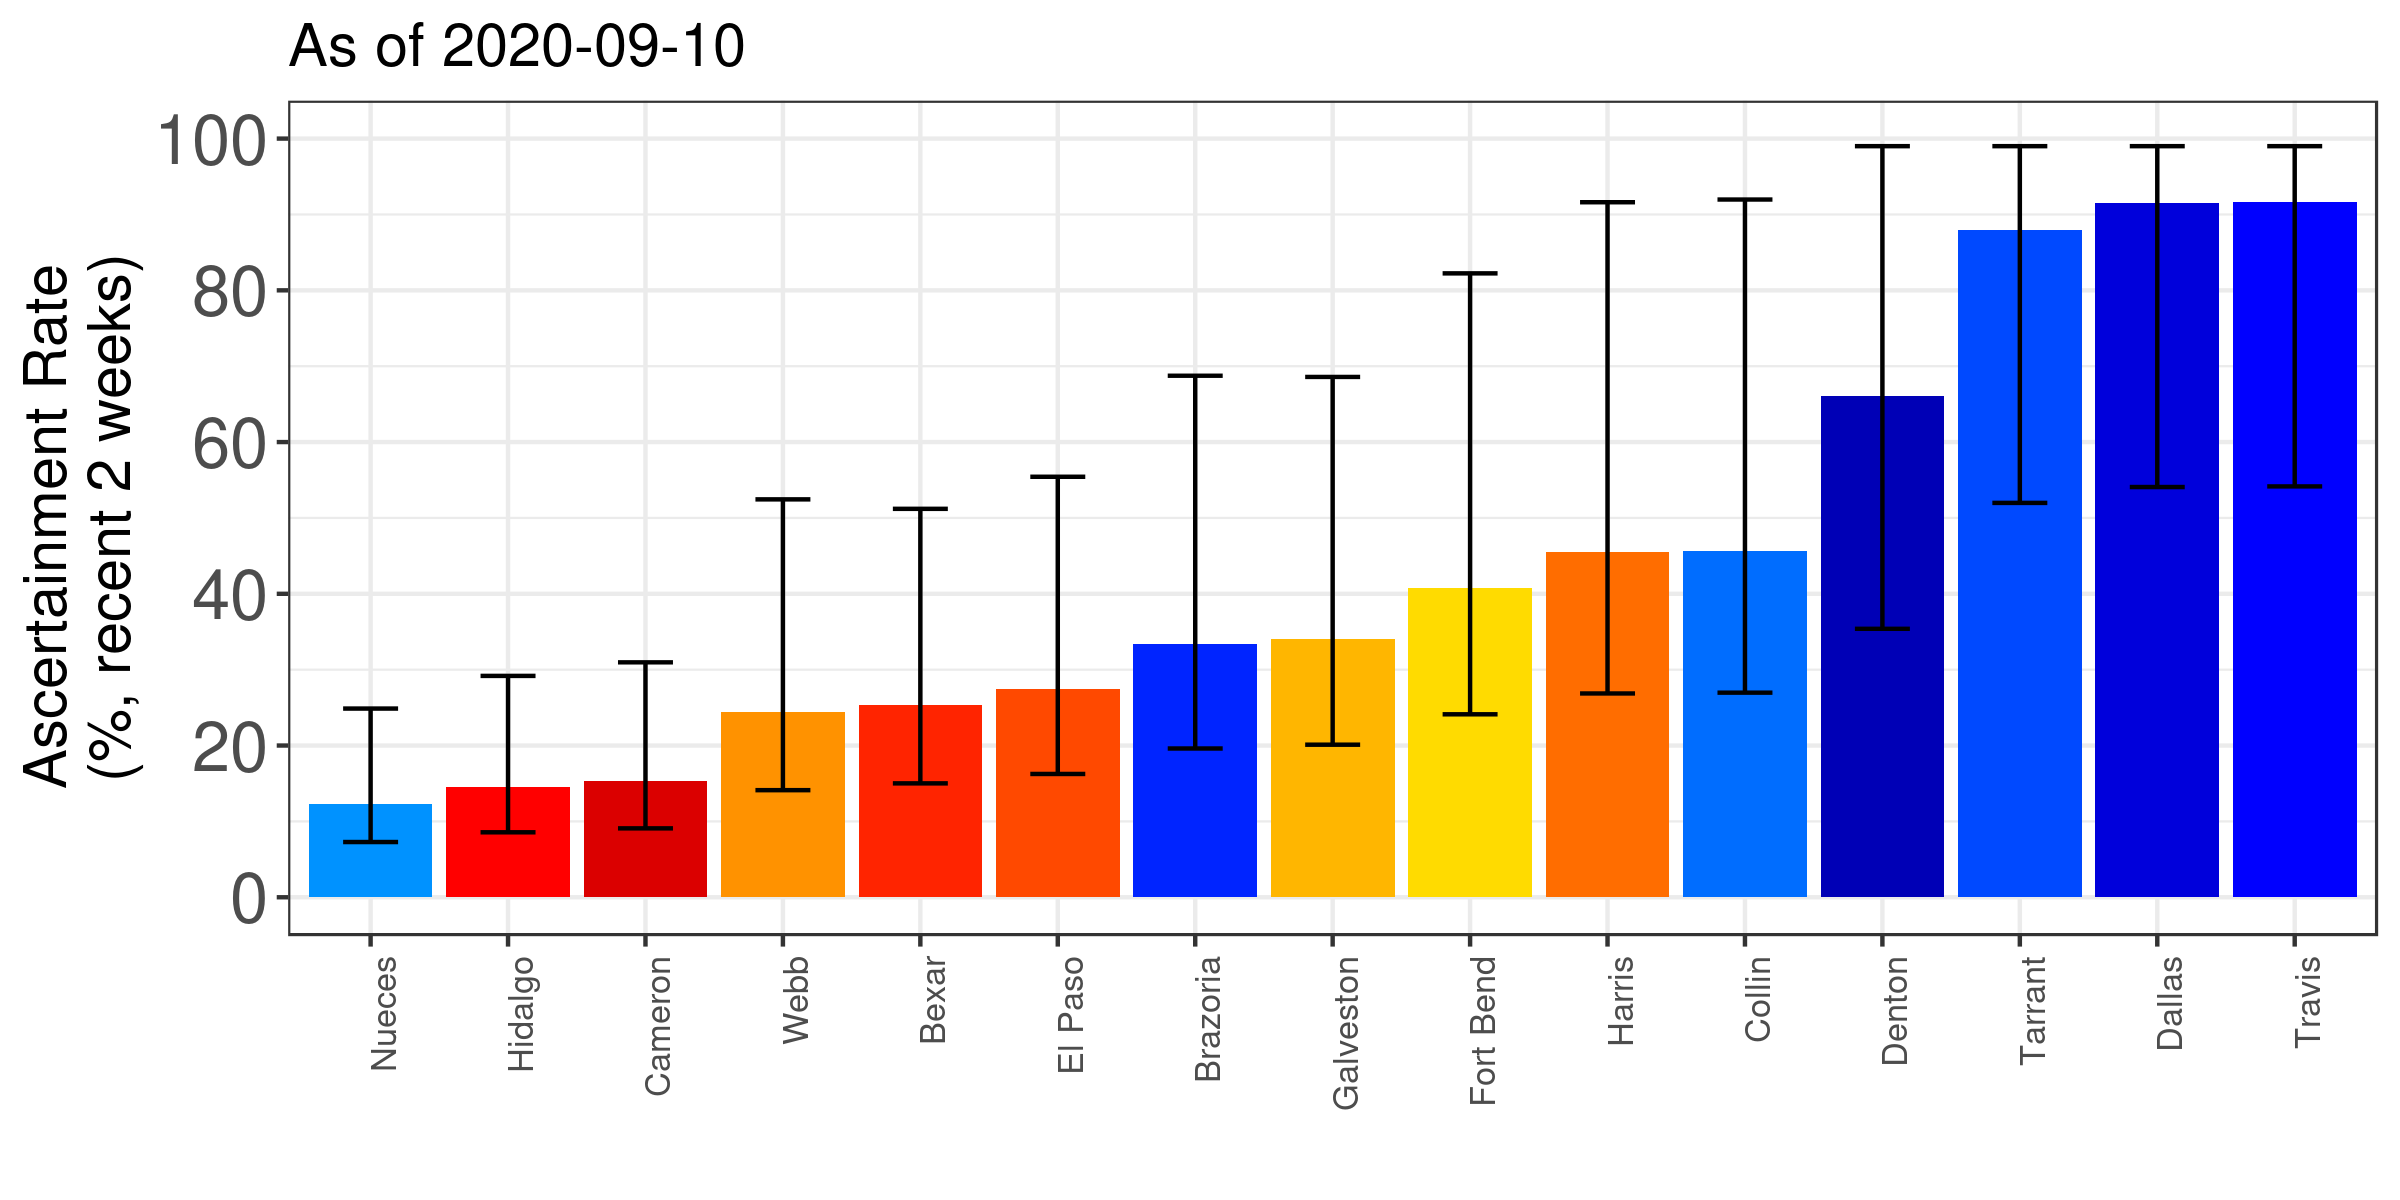 As of 2020-09-10
Ascertainment Rate
(%, recent 2 weeks)
100
80
60
40
20
0
Nueces
Hidalgo
Cameron
Webb
Bexar
El Paso
Brazoria
Galveston
Fort Bend
Harris
Collin
Denton
Tarrant
Dallas
Travis